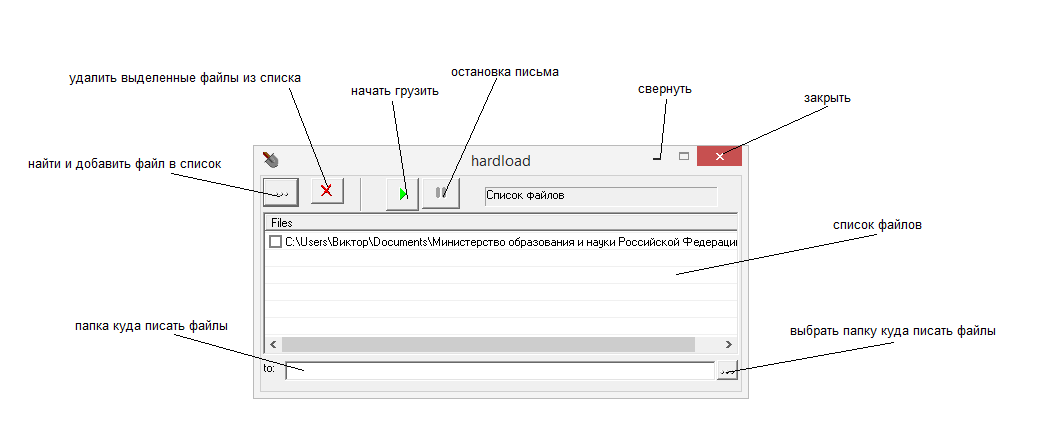 остановка письма
удалить выделенные файлы из списка
начать грузить
свернуть
закрыть
hardload
найти и добавить файл в список
...
Список файлов
Files
C:\Users\Виктор\Documents\Министерство образования и науки Российской Федераци
список файлов
папка куда писать файлы
выбрать папку куда писать файлы
to:
...